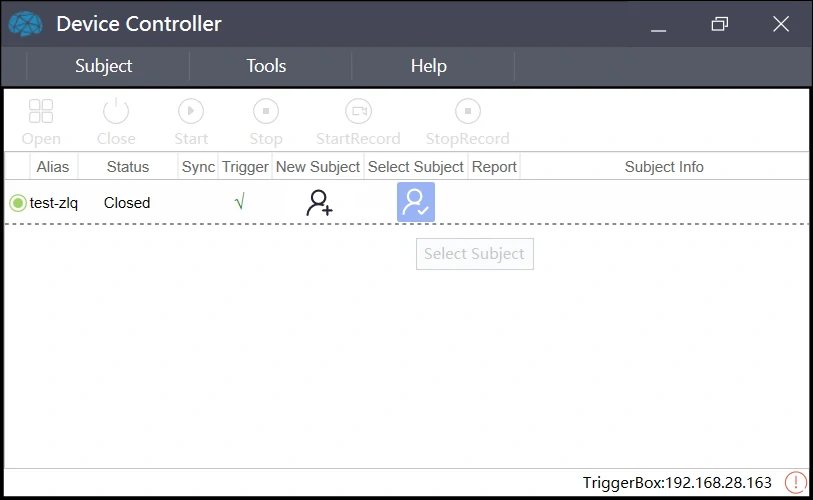 Device Controller
Subject Tools Help
Open Close Start Stop StartRecord StopRecord
Alias Status Sync Trigger New Subject Select Subject Report Subject Info
test-zlq Closed √
Select Subject
TriggerBox:192.168.28.163